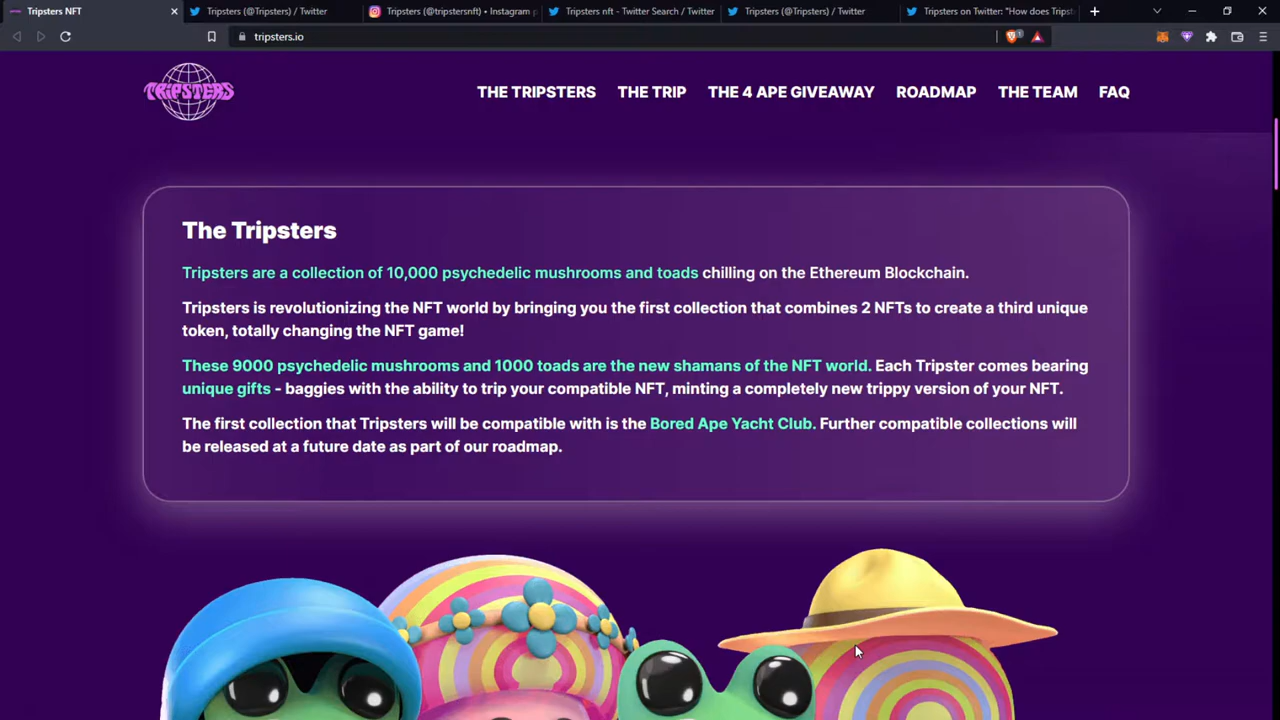 Tripsters NFT
Tripsters (@Tripsters) / Twitter
Tripsters (@tripstersnft) • Instagram p
Tripsters nft - Twitter Search / Twitter
Tripsters (@Tripsters) / Twitter
Tripsters on Twitter: "How does Tripst
tripsters.io
1
TRIPSTERS
THE TRIPSTERS
THE TRIP
THE 4 APE GIVEAWAY
ROADMAP
THE TEAM
FAQ
The Tripsters
Tripsters are a collection of 10,000 psychedelic mushrooms and toads chilling on the Ethereum Blockchain.
Tripsters is revolutionizing the NFT world by bringing you the first collection that combines 2 NFTs to create a third unique
token, totally changing the NFT game!
These 9000 psychedelic mushrooms and 1000 toads are the new shamans of the NFT world. Each Tripster comes bearing
unique gifts - baggies with the ability to trip your compatible NFT, minting a completely new trippy version of your NFT.
The first collection that Tripsters will be compatible with is the Bored Ape Yacht Club. Further compatible collections will
be released at a future date as part of our roadmap.